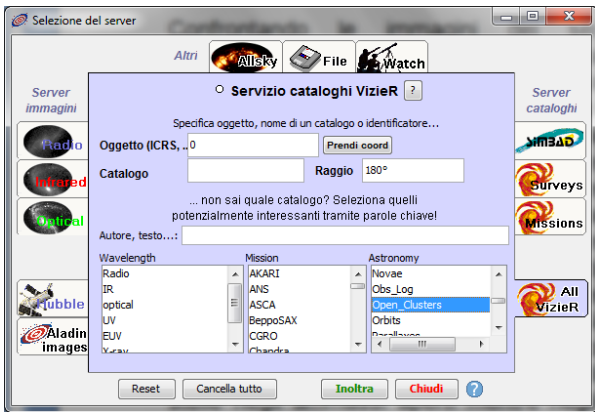 Selezione del server
Confrontando le immagini
Altri
Allsky
File
Watch
Server immagini
Server cataloghi
Radio
Infrared
Optical
Hubble
Aladin images
Servizio cataloghi VizieR ?
Specifica oggetto, nome di un catalogo o identificatore...
Oggetto (ICRS, .. 0 Prendi coord
Catalogo Raggio 180°
... non sai quale catalogo? Seleziona quelli
potenzialmente interessanti tramite parole chiave!
Autore, testo...:
Wavelength Mission Astronomy
Radio AKARI Novae
IR ANS Obs_Log
optical ASCA Open_Clusters
UV BeppoSAX Orbits
EUV CGRO Parallaxes
X-ray Chandra
SIMBAD
Surveys
Missions
All VizieR
Reset Cancella tutto Inoltra Chiudi ?